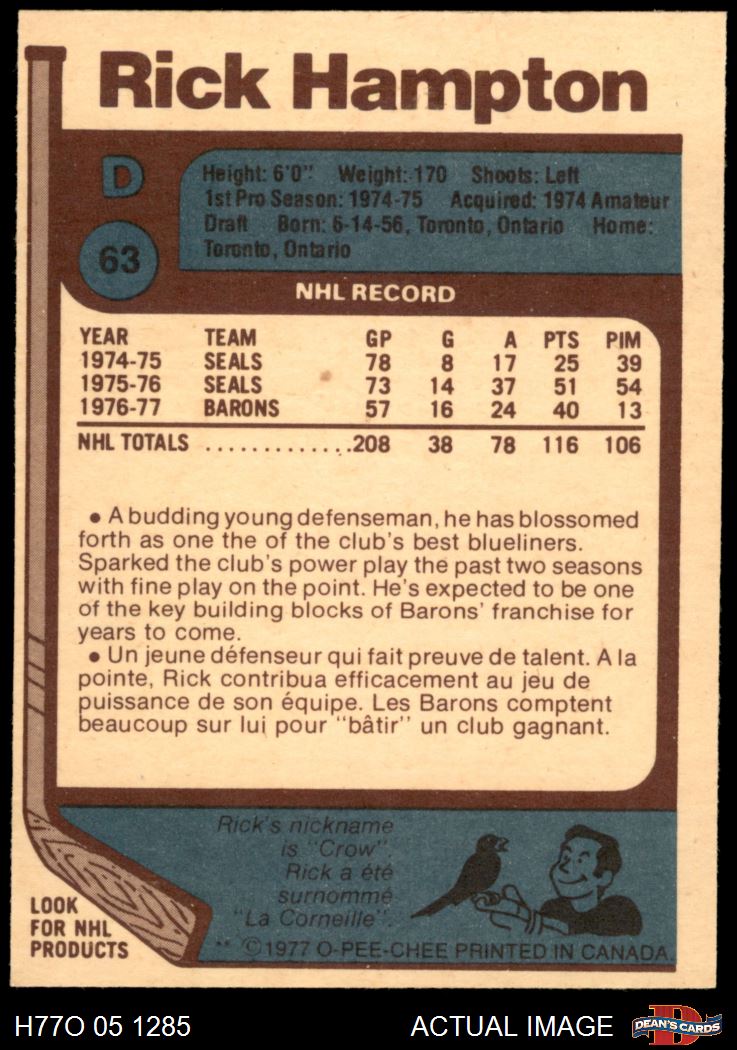 Rick Hampton
D
63
Height: 6'0" Weight: 170 Shoots: Left
1st Pro Season: 1974-75 Acquired: 1974 Amateur
Draft Born: 6-14-56, Toronto, Ontario Home:
Toronto, Ontario
NHL RECORD
YEAR TEAM GP G A PTS PIM
1974-75 SEALS 78 8 17 25 39
1975-76 SEALS 73 14 37 51 54
1976-77 BARONS 57 16 24 40 13
NHL TOTALS .............208 38 78 116 106
• A budding young defenseman, he has blossomed
forth as one the of the club's best blueliners.
Sparked the club's power play the past two seasons
with fine play on the point. He's expected to be one
of the key building blocks of Barons' franchise for
years to come.
• Un jeune défenseur qui fait preuve de talent. A la
pointe, Rick contribua efficacement au jeu de
puissance de son équipe. Les Barons comptent
beaucoup sur lui pour "bâtir" un club gagnant.
Rick's nickname
is "Crow".
Rick a été
surnommé
"La Corneille".
LOOK
FOR NHL
PRODUCTS
** ©1977 O-PEE-CHEE PRINTED IN CANADA
H77O 05 1285 ACTUAL IMAGE DEAN'S CARDS